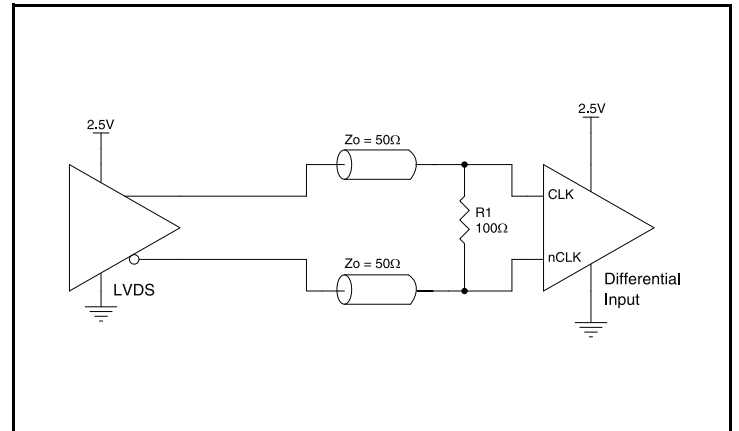 2.5V
2.5V
Zo = 50Ω
CLK
R1
100Ω
nCLK
Zo = 50Ω
LVDS
Differential
Input